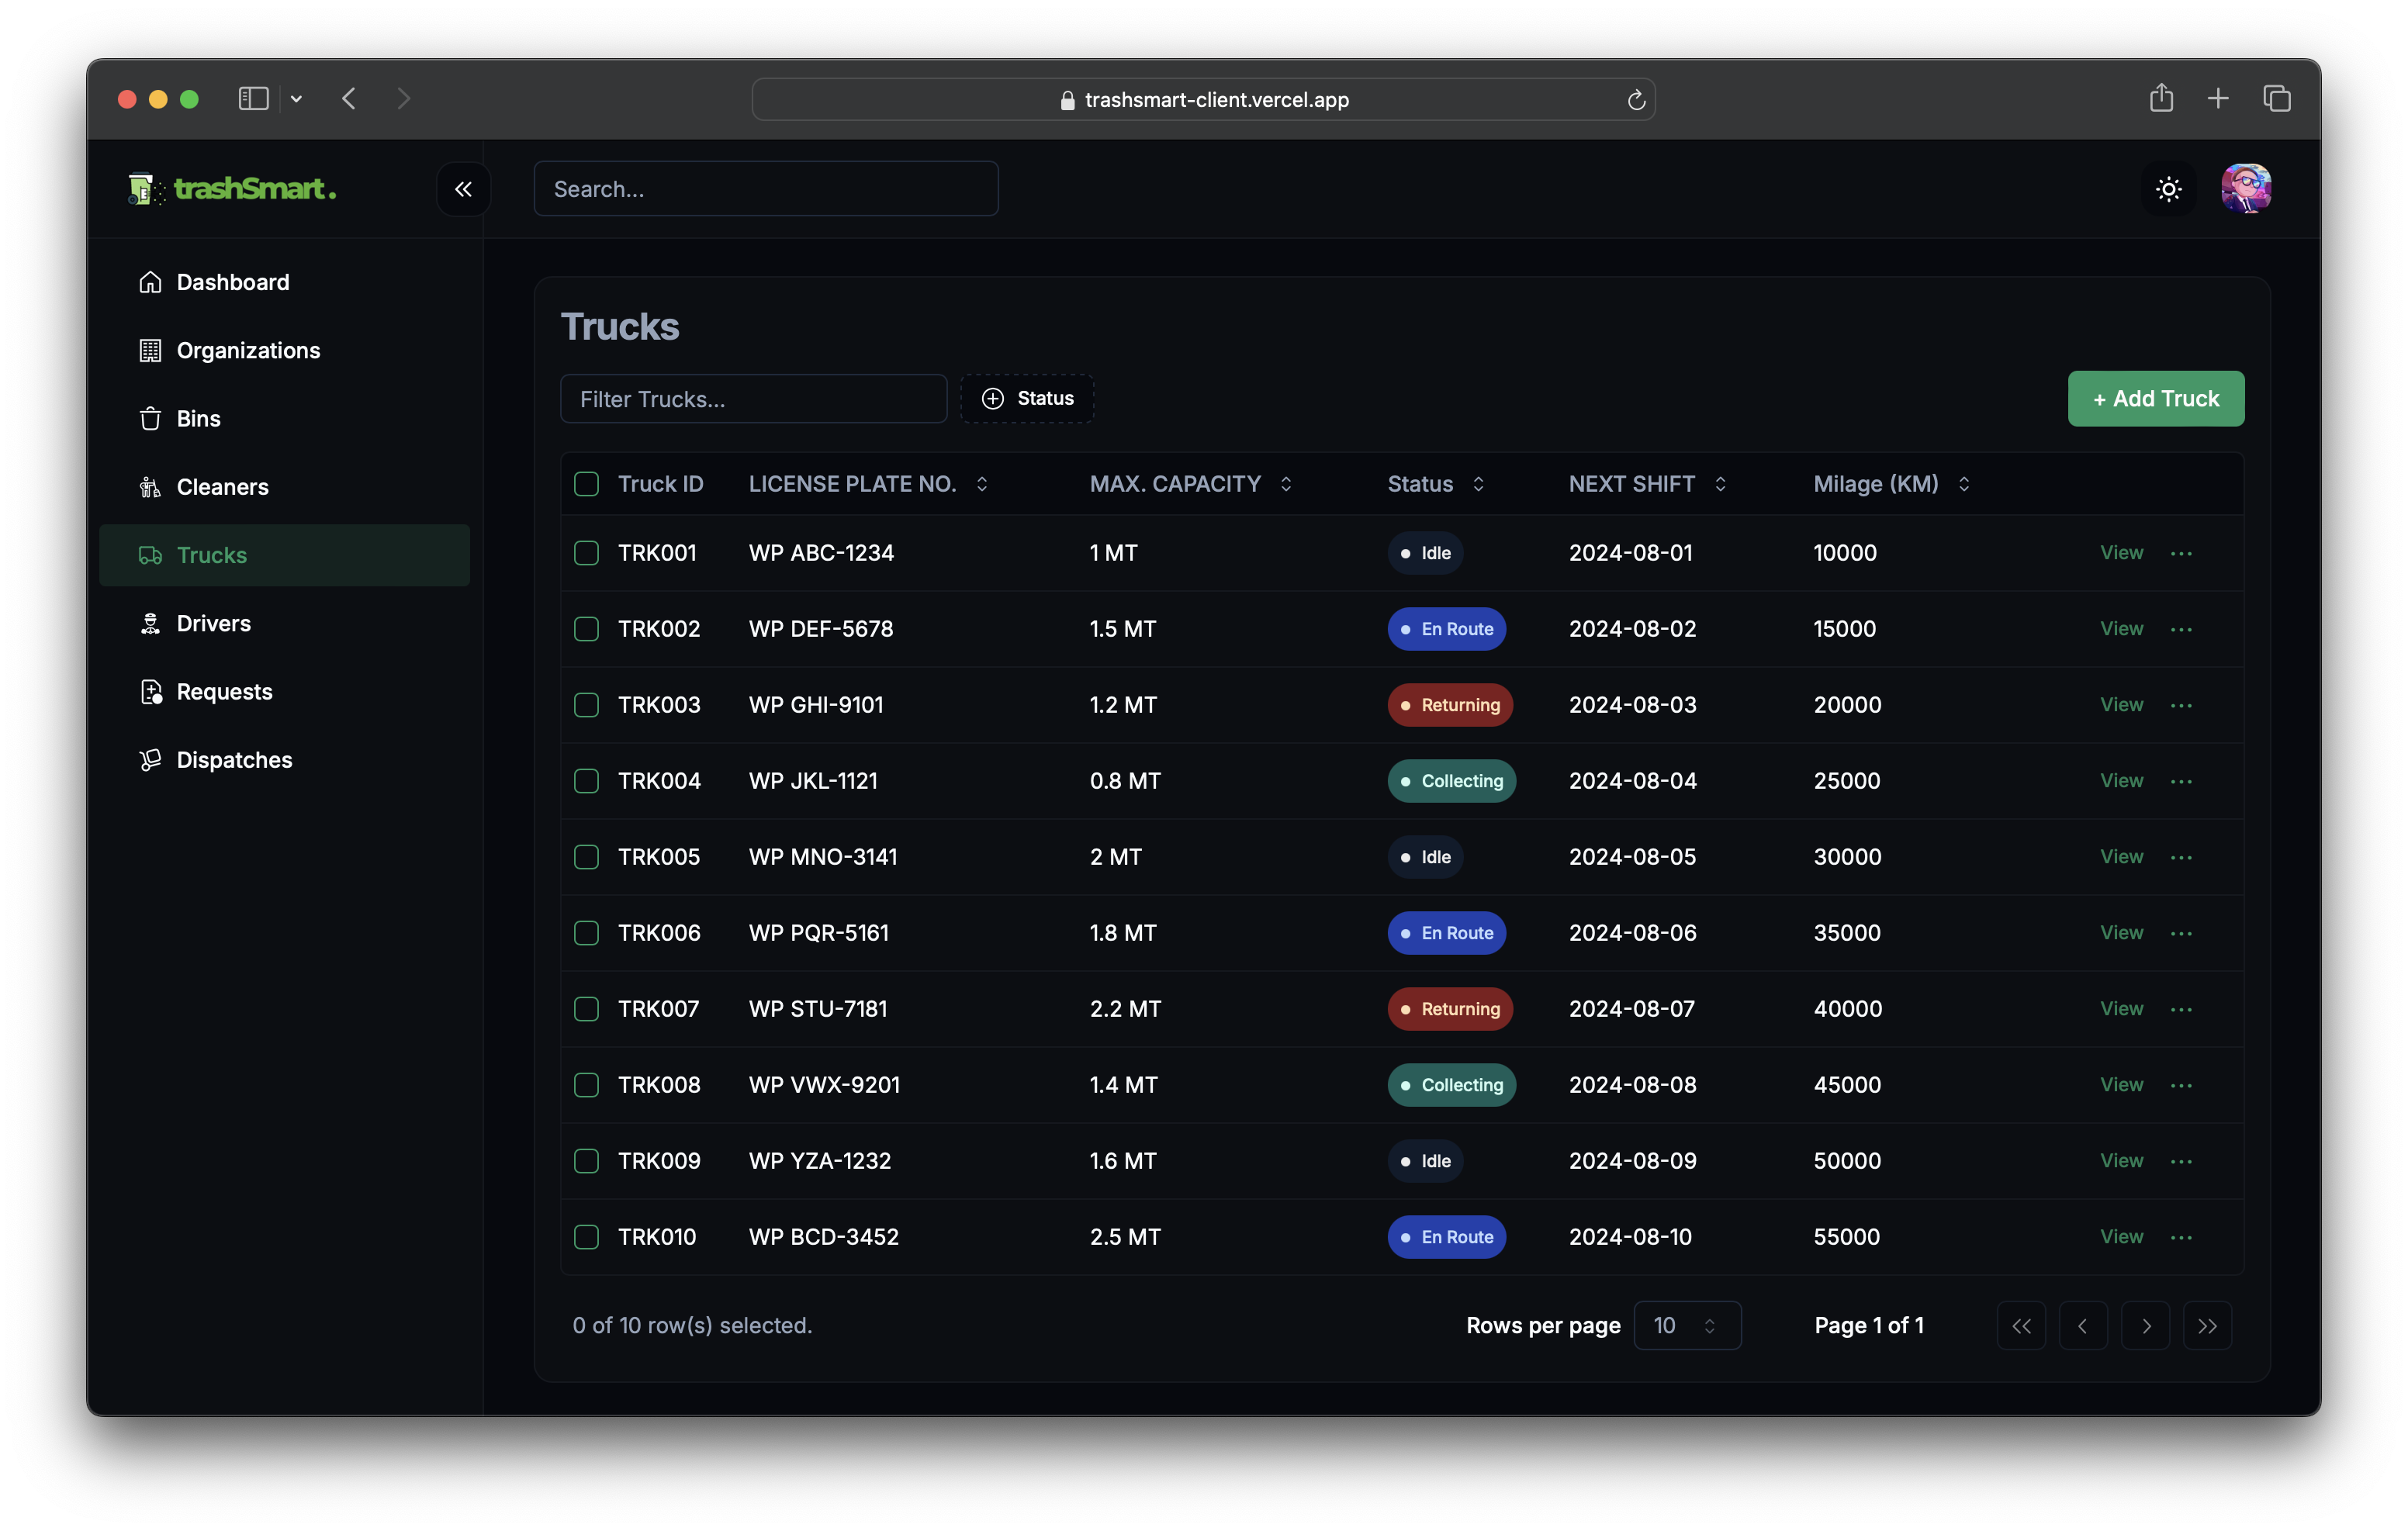 trashsmart-client.vercel.app
trashSmart.
Search...
Dashboard
Organizations
Bins
Cleaners
Trucks
Drivers
Requests
Dispatches
Trucks
Filter Trucks...
Status
+ Add Truck
Truck ID LICENSE PLATE NO. MAX. CAPACITY Status NEXT SHIFT Milage (KM)
TRK001 WP ABC-1234 1 MT Idle 2024-08-01 10000 View
TRK002 WP DEF-5678 1.5 MT En Route 2024-08-02 15000 View
TRK003 WP GHI-9101 1.2 MT Returning 2024-08-03 20000 View
TRK004 WP JKL-1121 0.8 MT Collecting 2024-08-04 25000 View
TRK005 WP MNO-3141 2 MT Idle 2024-08-05 30000 View
TRK006 WP PQR-5161 1.8 MT En Route 2024-08-06 35000 View
TRK007 WP STU-7181 2.2 MT Returning 2024-08-07 40000 View
TRK008 WP VWX-9201 1.4 MT Collecting 2024-08-08 45000 View
TRK009 WP YZA-1232 1.6 MT Idle 2024-08-09 50000 View
TRK010 WP BCD-3452 2.5 MT En Route 2024-08-10 55000 View
0 of 10 row(s) selected.
Rows per page 10
Page 1 of 1